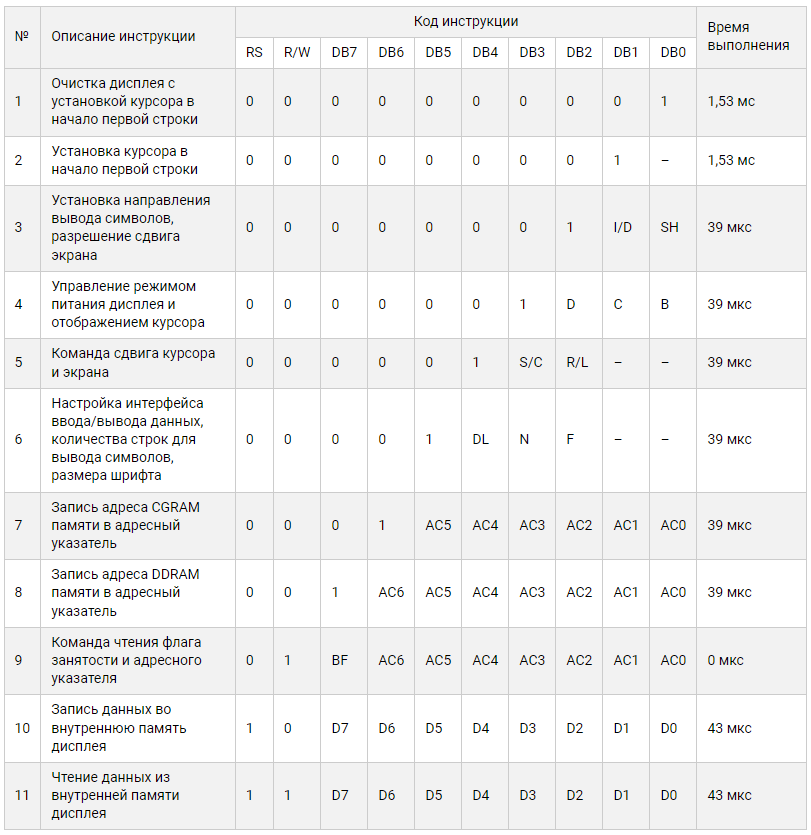 № Описание инструкции Код инструкции Время выполнения
RS R/W DB7 DB6 DB5 DB4 DB3 DB2 DB1 DB0
1 Очистка дисплея с установкой курсора в начало первой строки 0 0 0 0 0 0 0 0 0 1 1,53 мс
2 Установка курсора в начало первой строки 0 0 0 0 0 0 0 0 1 – 1,53 мс
3 Установка направления вывода символов, разрешение сдвига экрана 0 0 0 0 0 0 0 1 I/D SH 39 мкс
4 Управление режимом питания дисплея и отображением курсора 0 0 0 0 0 0 1 D C B 39 мкс
5 Команда сдвига курсора и экрана 0 0 0 0 0 1 S/C R/L – – 39 мкс
6 Настройка интерфейса ввода/вывода данных, количества строк для вывода символов, размера шрифта 0 0 0 0 1 DL N F – – 39 мкс
7 Запись адреса CGRAM памяти в адресный указатель 0 0 0 1 AC5 AC4 AC3 AC2 AC1 AC0 39 мкс
8 Запись адреса DDRAM памяти в адресный указатель 0 0 1 AC6 AC5 AC4 AC3 AC2 AC1 AC0 39 мкс
9 Команда чтения флага занятости и адресного указателя 0 1 BF AC6 AC5 AC4 AC3 AC2 AC1 AC0 0 мкс
10 Запись данных во внутреннюю память дисплея 1 0 D7 D6 D5 D4 D3 D2 D1 D0 43 мкс
11 Чтение данных из внутренней памяти дисплея 1 1 D7 D6 D5 D4 D3 D2 D1 D0 43 мкс